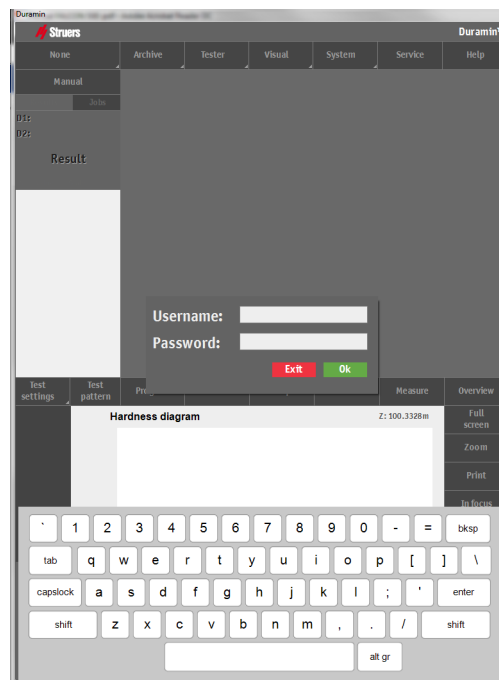 Duramin
Struers Duramin
None Archive Tester Visual System Service Help
Manual
Jobs
D1:
D2:
Result
Username:
Password:
Exit Ok
Test settings Test pattern Measure Overview
Hardness diagram Z: 100.3328m Full screen
Zoom
Print
In focus
` 1 2 3 4 5 6 7 8 9 0 - = bksp
tab q w e r t y u i o p [ ] \
capslock a s d f g h j k l ; ' enter
shift z x c v b n m , . / shift
alt gr